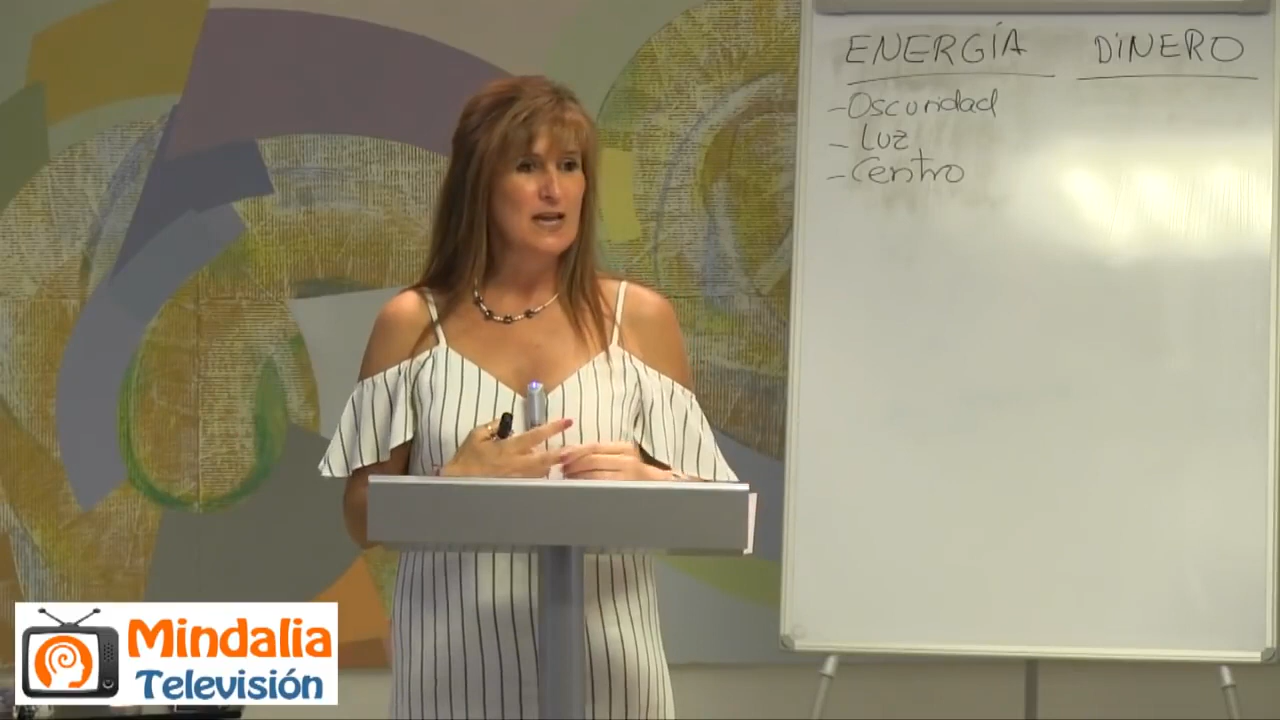 ENERGÍA DiNERO
- Oscuridad
- Luz
- Centro
Mindalia
Televisión